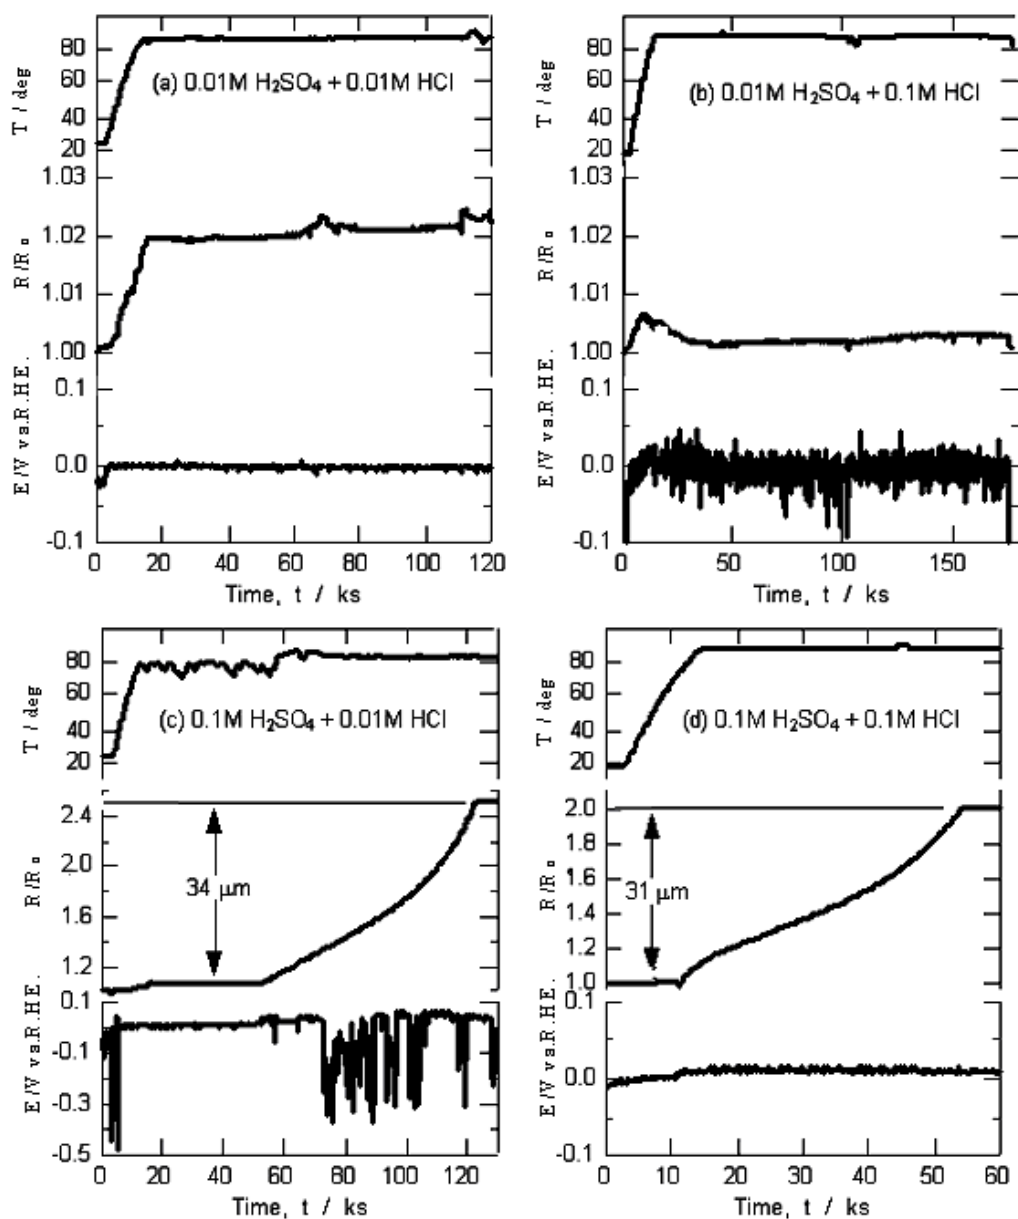 T / deg
80
60
40
20
(a) 0.01M H₂SO₄ + 0.01M HCl
R/R₀
1.03
1.02
1.01
1.00
E/V vs.R.HE.
0.1
0.0
-0.1
0 20 40 60 80 100 120
Time, t / ks
T / deg
80
60
40
20
(b) 0.01M H₂SO₄ + 0.1M HCl
R/R₀
1.03
1.02
1.01
1.00
E/V vs.R.HE.
0.1
0.0
-0.1
0 50 100 150
Time, t / ks
T / deg
80
60
40
20
(c) 0.1M H₂SO₄ + 0.01M HCl
R/R₀
2.4
2.0
1.6
1.2
34 μm
E/V vs.R.HE.
0.1
-0.1
-0.3
-0.5
0 20 40 60 80 100 120
Time, t / ks
T / deg
80
60
40
20
(d) 0.1M H₂SO₄ + 0.1M HCl
R/R₀
2.0
1.8
1.6
1.4
1.2
1.0
31 μm
E/V vs.R.HE.
0.1
0.0
-0.1
0 10 20 30 40 50 60
Time, t / ks